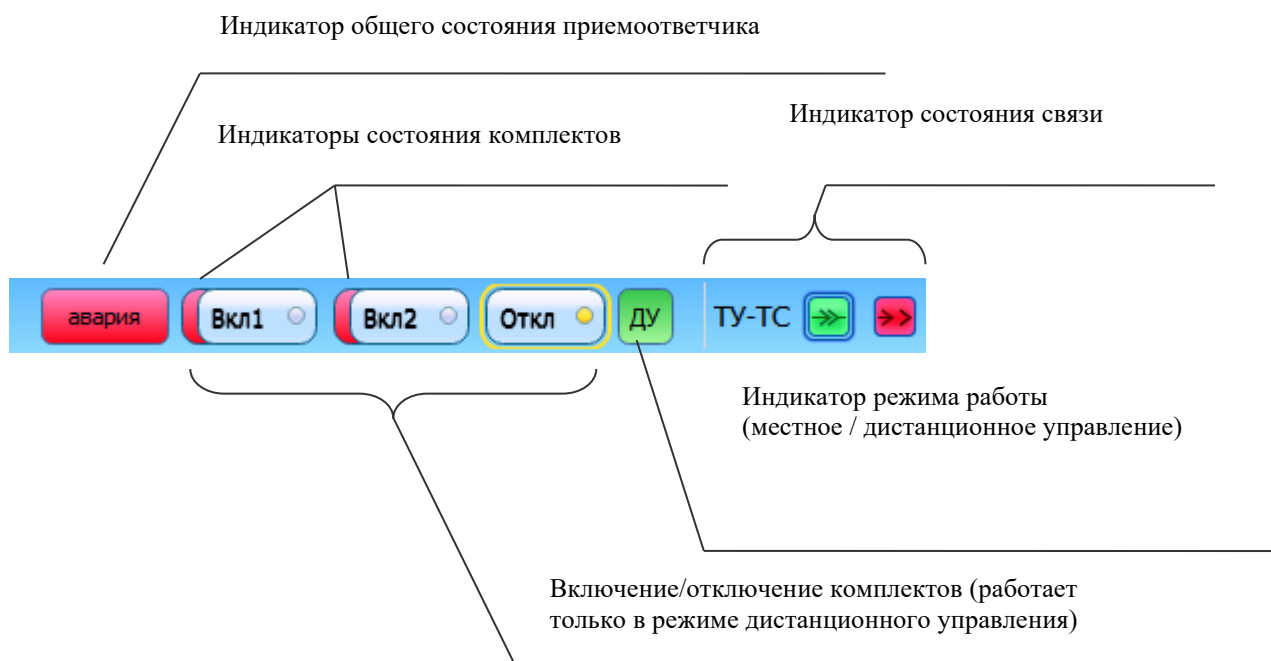 Индикатор общего состояния приемоответчика
Индикатор состояния связи
Индикаторы состояния комплектов
авария Вкл1 Вкл2 Откл ДУ ТУ-ТС
Индикатор режима работы
(местное / дистанционное управление)
Включение/отключение комплектов (работает
только в режиме дистанционного управления)